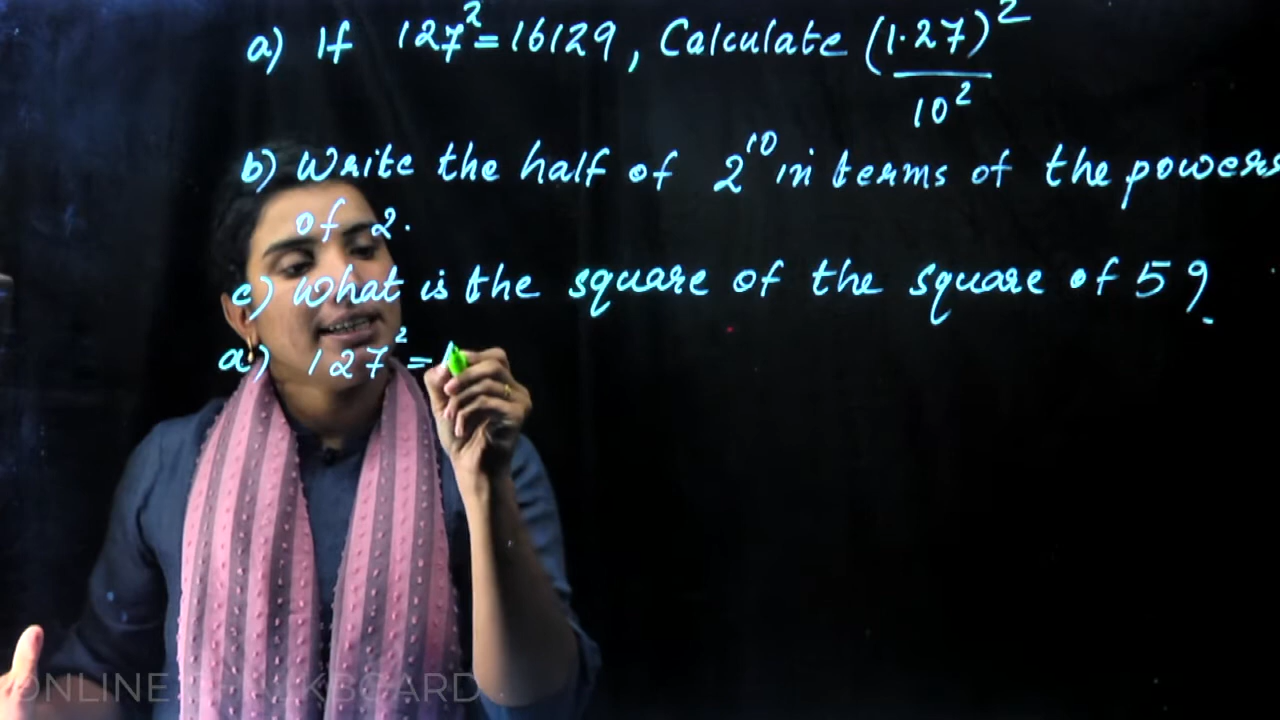 a) If 127² = 16129, Calculate (1.27)² / 10²
b) Write the half of 2¹⁰ in terms of the powers
of 2.
c) What is the square of the square of 5?
a) 127² =
ONLINE